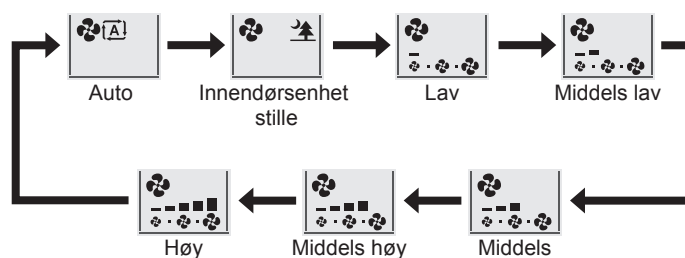 A
Auto
Innendørsenhet
stille
Lav
Middels lav
Høy
Middels høy
Middels